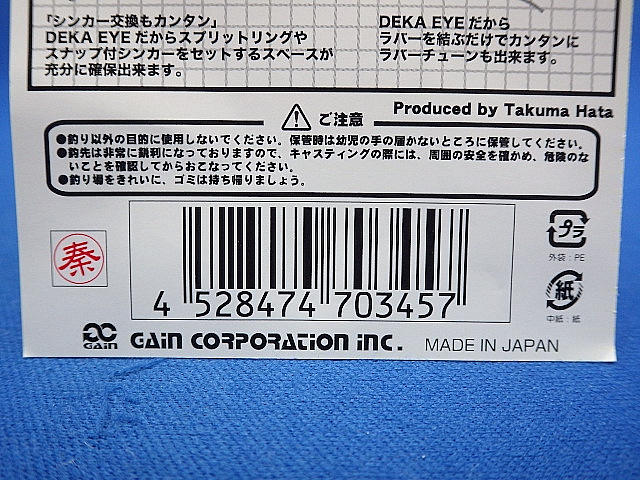 「シンカー交換もカンタン」
DEKA EYEだからスプリットリングや
スナップ付シンカーをセットするスペースが
充分に確保出来ます。
DEKA EYEだから
ラバーを結ぶだけでカンタンに
ラバーチューンも出来ます。
Produced by Takuma Hata
ご注意
●釣り以外の目的に使用しないでください。保管時は幼児の手の届かないところに保管してください。
●釣先は非常に鋭利になっておりますので、キャスティングの際には、周囲の安全を確かめ、危険のな
いことを確認してからおこなってください。
●釣り場をきれいに、ゴミは持ち帰りましょう。
秦
4 528474 703457
プラ
外袋:PE
紙
中紙:紙
GAIN
GAIN CORPORATION INC.
MADE IN JAPAN